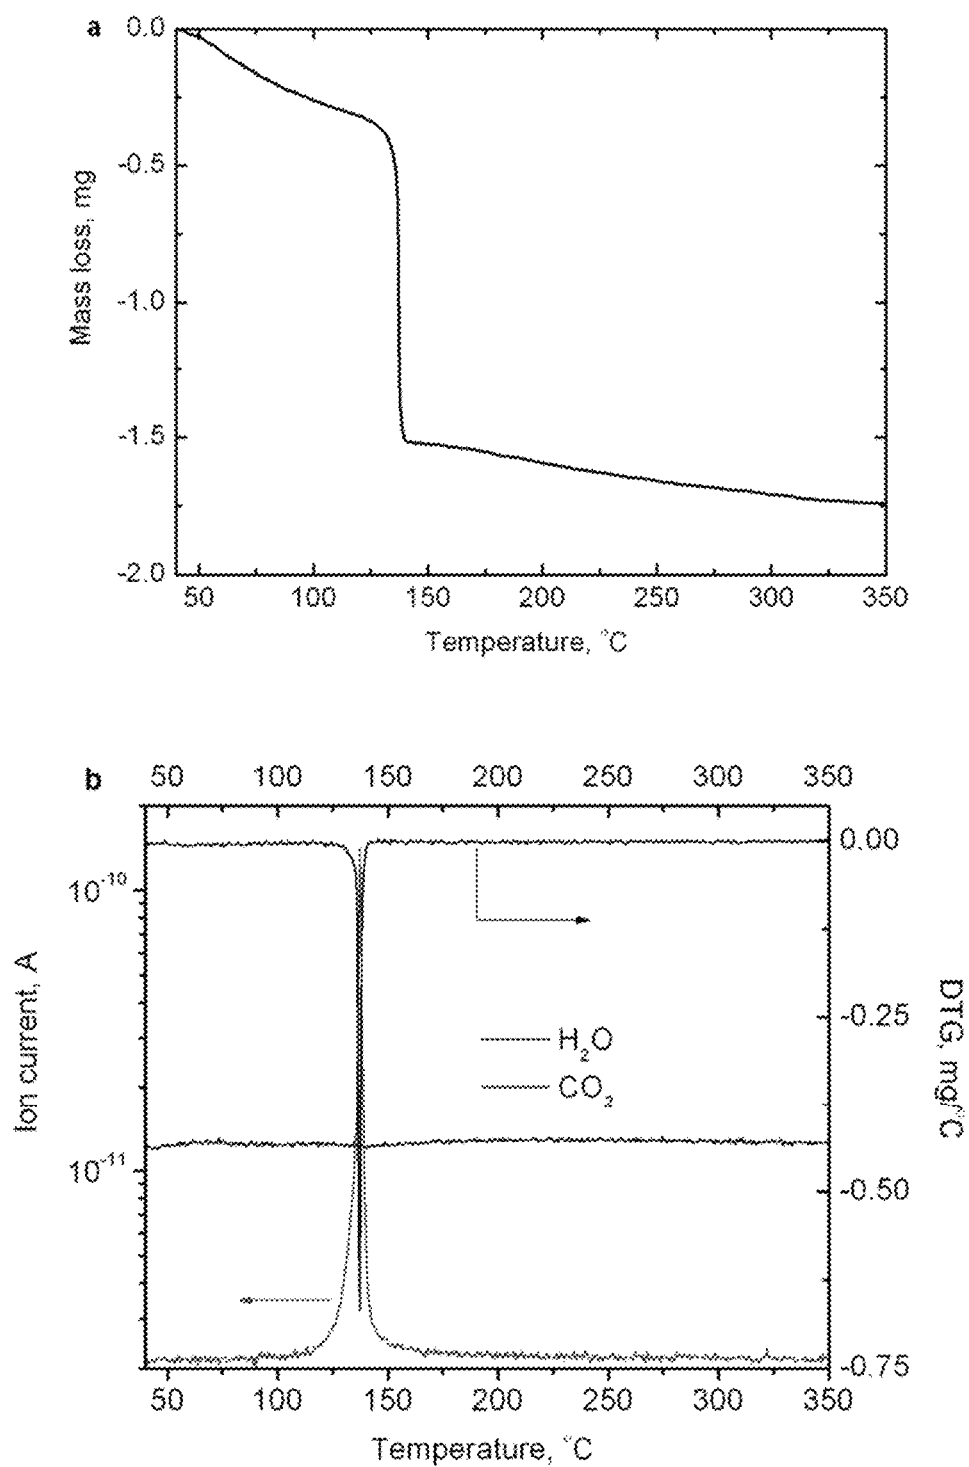 a
0.0
-0.5
-1.0
-1.5
-2.0
Mass loss, mg
50 100 150 200 250 300 350
Temperature, °C
b
50 100 150 200 250 300 350
10⁻¹⁰
10⁻¹¹
Ion current, A
H₂O
CO₂
0.00
-0.25
-0.50
-0.75
DTG, mg/°C
50 100 150 200 250 300 350
Temperature, °C